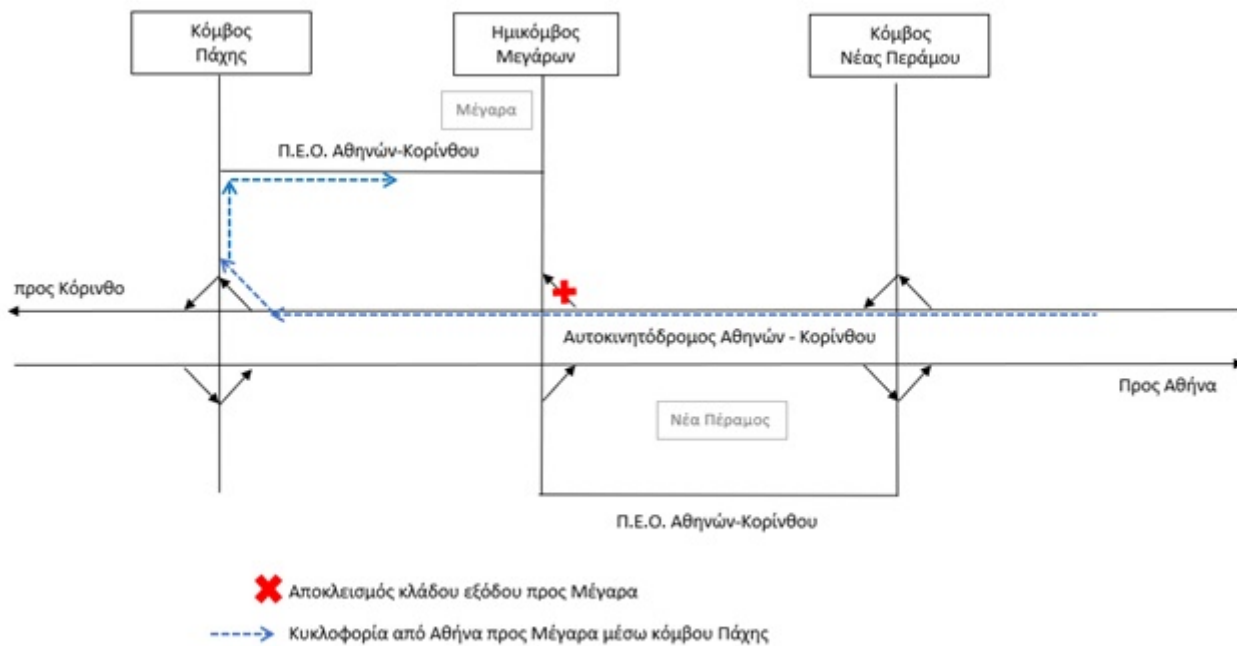 Κόμβος
Πάχης
Ημικόμβος
Μεγάρων
Κόμβος
Νέας Περάμου
Μέγαρα
Π.Ε.Ο. Αθηνών-Κορίνθου
προς Κόρινθο
Αυτοκινητόδρομος Αθηνών - Κορίνθου
Προς Αθήνα
Νέα Πέραμος
Π.Ε.Ο. Αθηνών-Κορίνθου
Αποκλεισμός κλάδου εξόδου προς Μέγαρα
Κυκλοφορία από Αθήνα προς Μέγαρα μέσω κόμβου Πάχης